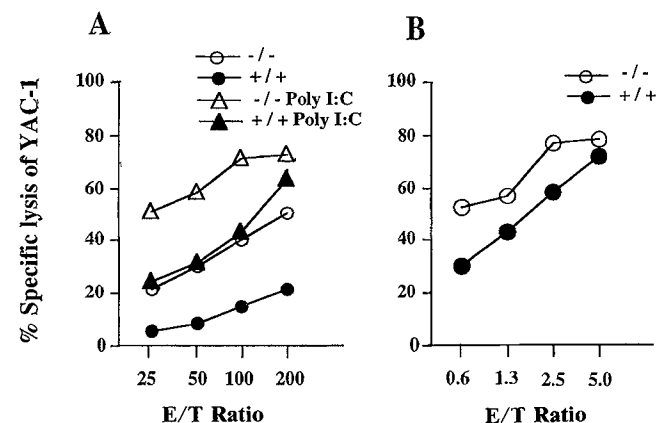 A
-/-
+/+
-/- Poly I:C
+/+ Poly I:C
% Specific lysis of YAC-1
100
80
60
40
20
0
25 50 100 200
E/T Ratio
B
-/-
+/+
100
80
60
40
20
0
0.6 1.3 2.5 5.0
E/T Ratio